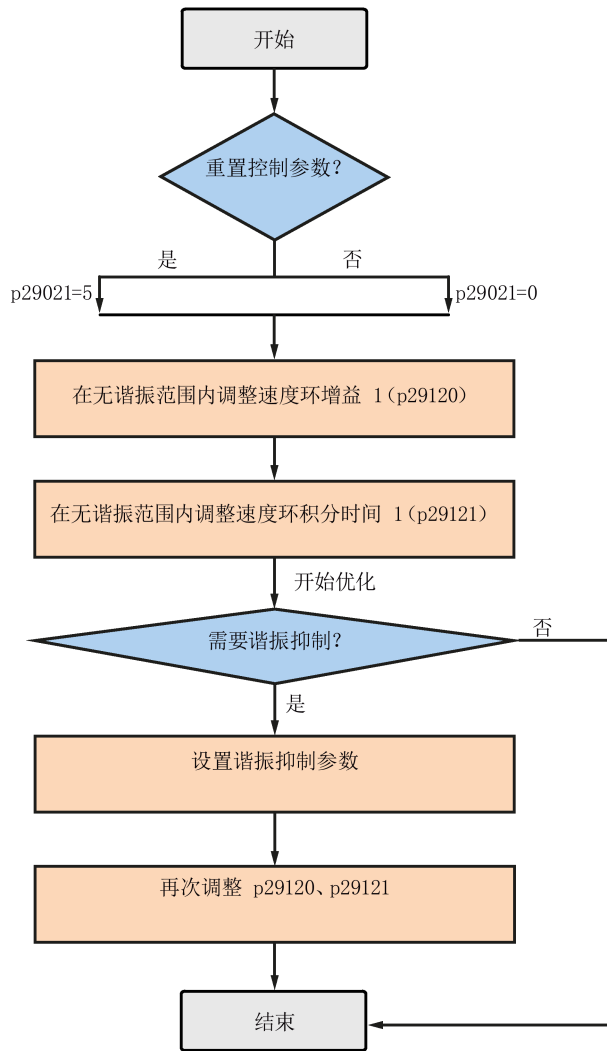 开始
重置控制参数?
是
否
p29021=5
p29021=0
在无谐振范围内调整速度环增益 1(p29120)
在无谐振范围内调整速度环积分时间 1(p29121)
开始优化
需要谐振抑制?
否
是
设置谐振抑制参数
再次调整 p29120、p29121
结束